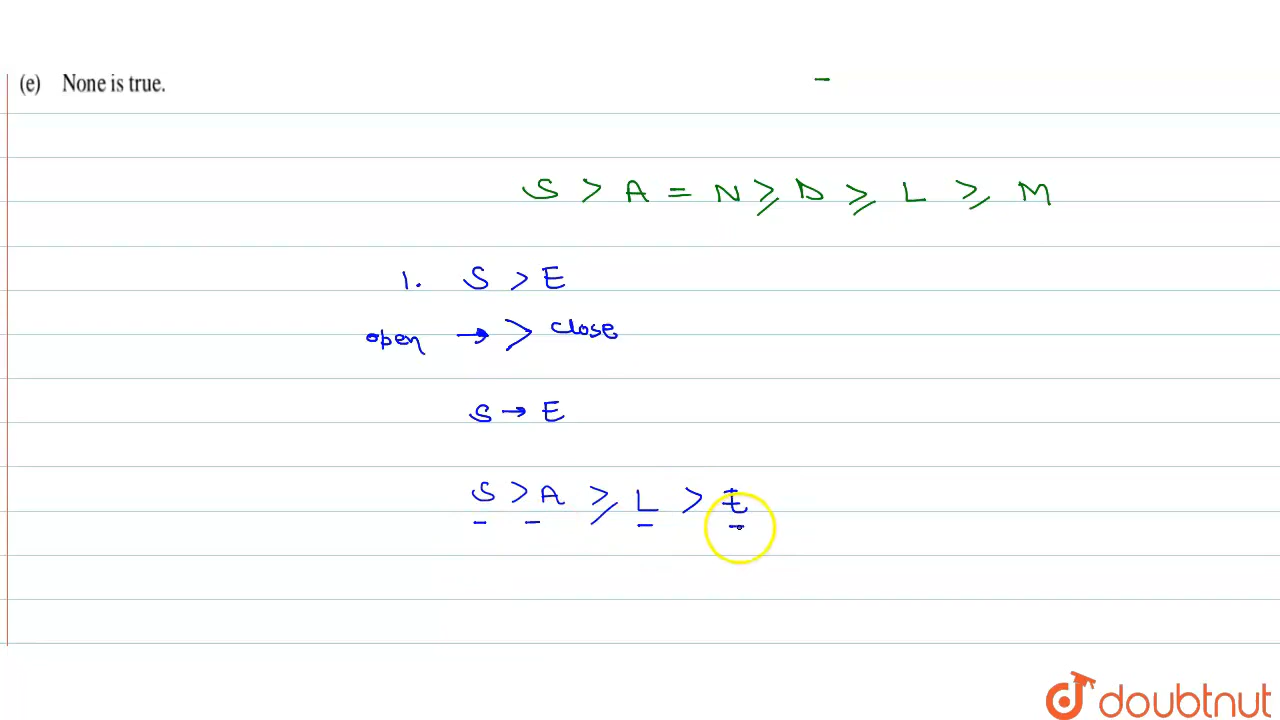 (e) None is true.
S > A = N ≥ D ≥ L ≥ M
1. S > E
open → > close
S → E
S > A ≥ L > E
doubtnut